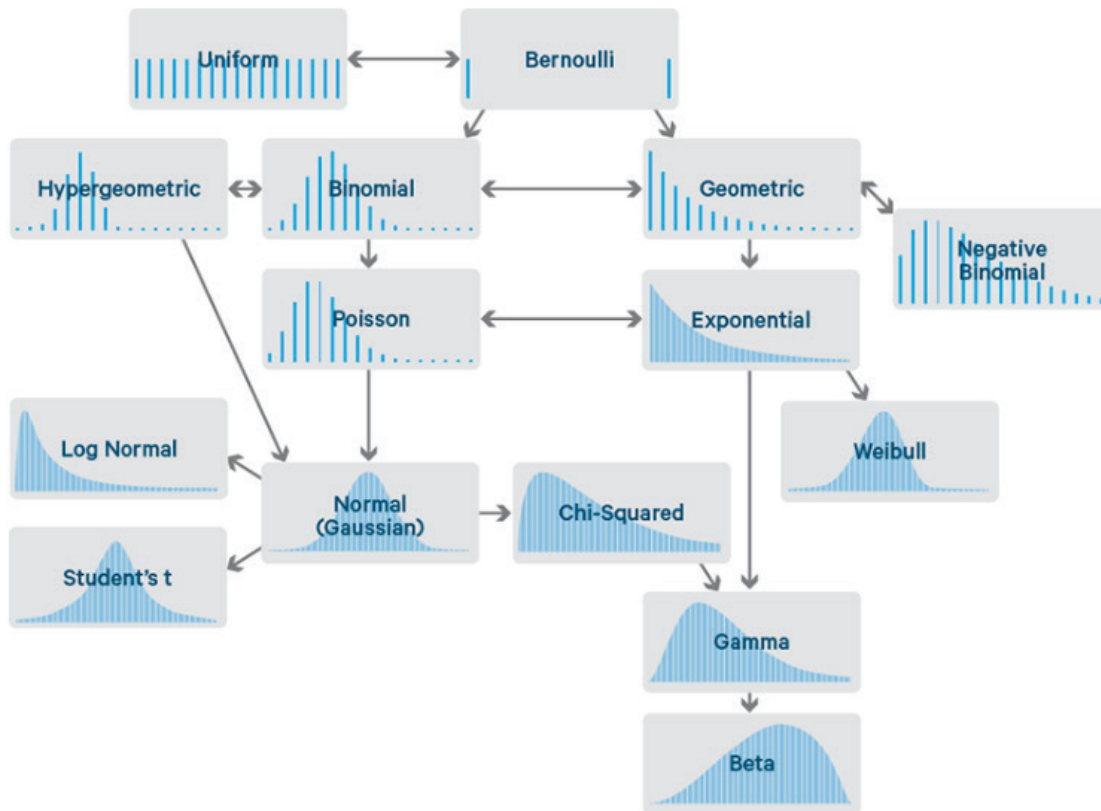 Uniform
Bernoulli
Hypergeometric
Binomial
Geometric
Negative
Binomial
Poisson
Exponential
Log Normal
Weibull
Normal
(Gaussian)
Chi-Squared
Student's t
Gamma
Beta